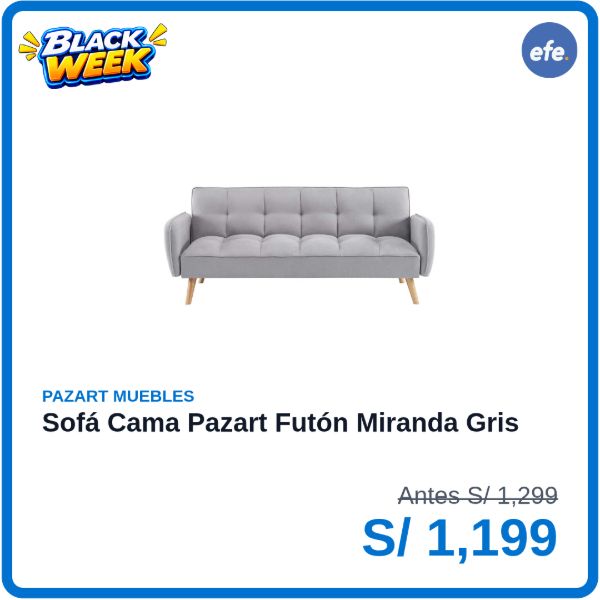 BLACK
WEEK
efe.
PAZART MUEBLES
Sofá Cama Pazart Futón Miranda Gris
Antes S/ 1,299
S/ 1,199